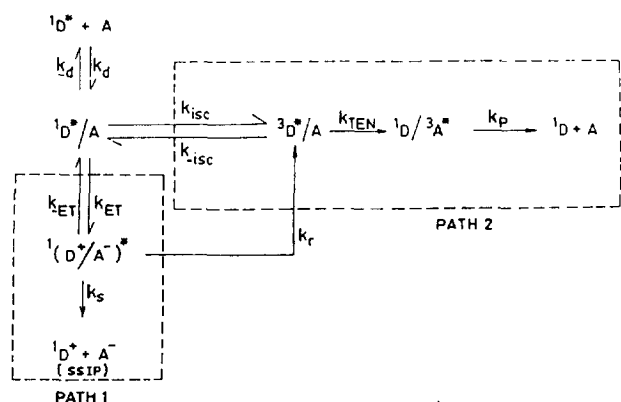 ¹D* + A
k_-d k_d
¹D*/A k_isc k_-isc ³D*/A k_TEN ¹D/³A* k_P ¹D + A
k_-ET k_ET
PATH 2
¹(D⁺/A⁻)* k_r
k_s
¹D⁺ + A⁻
(SSIP)
PATH 1